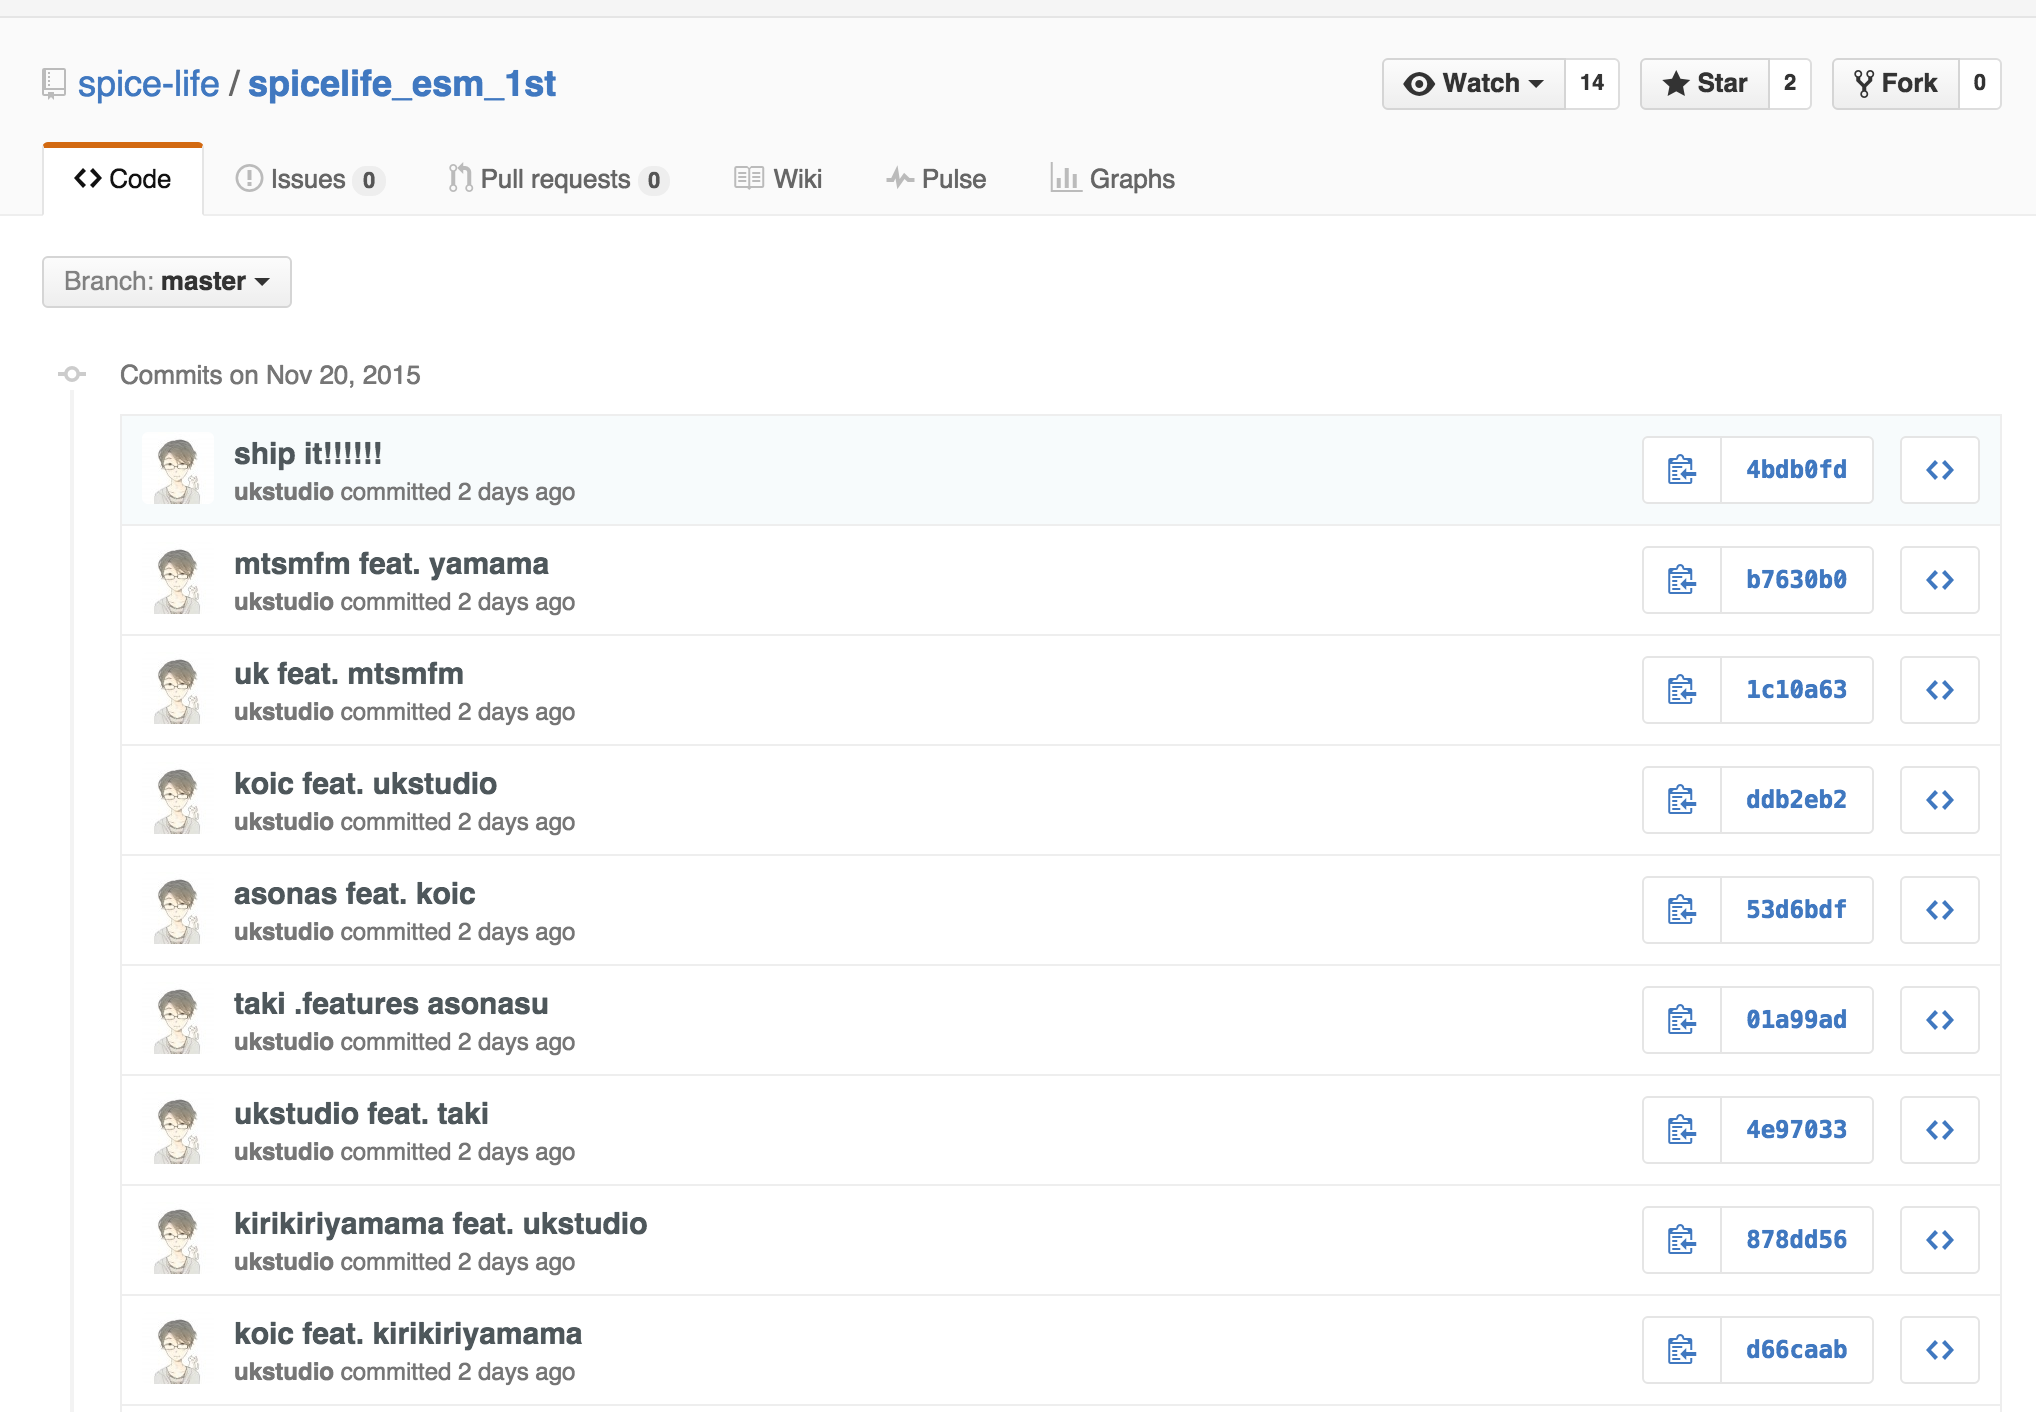 spice-life / spicelife_esm_1st
Watch 14 Star 2 Fork 0
Code Issues 0 Pull requests 0 Wiki Pulse Graphs
Branch: master
Commits on Nov 20, 2015
ship it!!!!!!
ukstudio committed 2 days ago
4bdb0fd
mtsmfm feat. yamama
ukstudio committed 2 days ago
b7630b0
uk feat. mtsmfm
ukstudio committed 2 days ago
1c10a63
koic feat. ukstudio
ukstudio committed 2 days ago
ddb2eb2
asonas feat. koic
ukstudio committed 2 days ago
53d6bdf
taki .features asonasu
ukstudio committed 2 days ago
01a99ad
ukstudio feat. taki
ukstudio committed 2 days ago
4e97033
kirikiriyamama feat. ukstudio
ukstudio committed 2 days ago
878dd56
koic feat. kirikiriyamama
ukstudio committed 2 days ago
d66caab